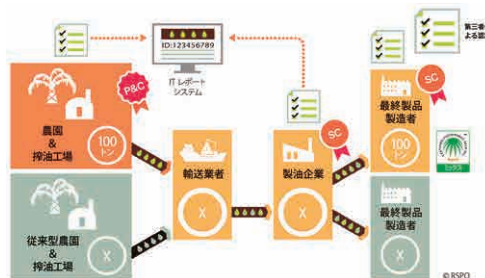 ID:123456789
ITレポート
システム
第三者に
よる認
P&C
SC
SC
農園
&
搾油工場
100
トン
輸送業者
X
製油企業
X
最終製品
製造者
100
トン
ミックス
従来型農園
&
搾油工場
X
最終製品
製造者
X
© RSPO